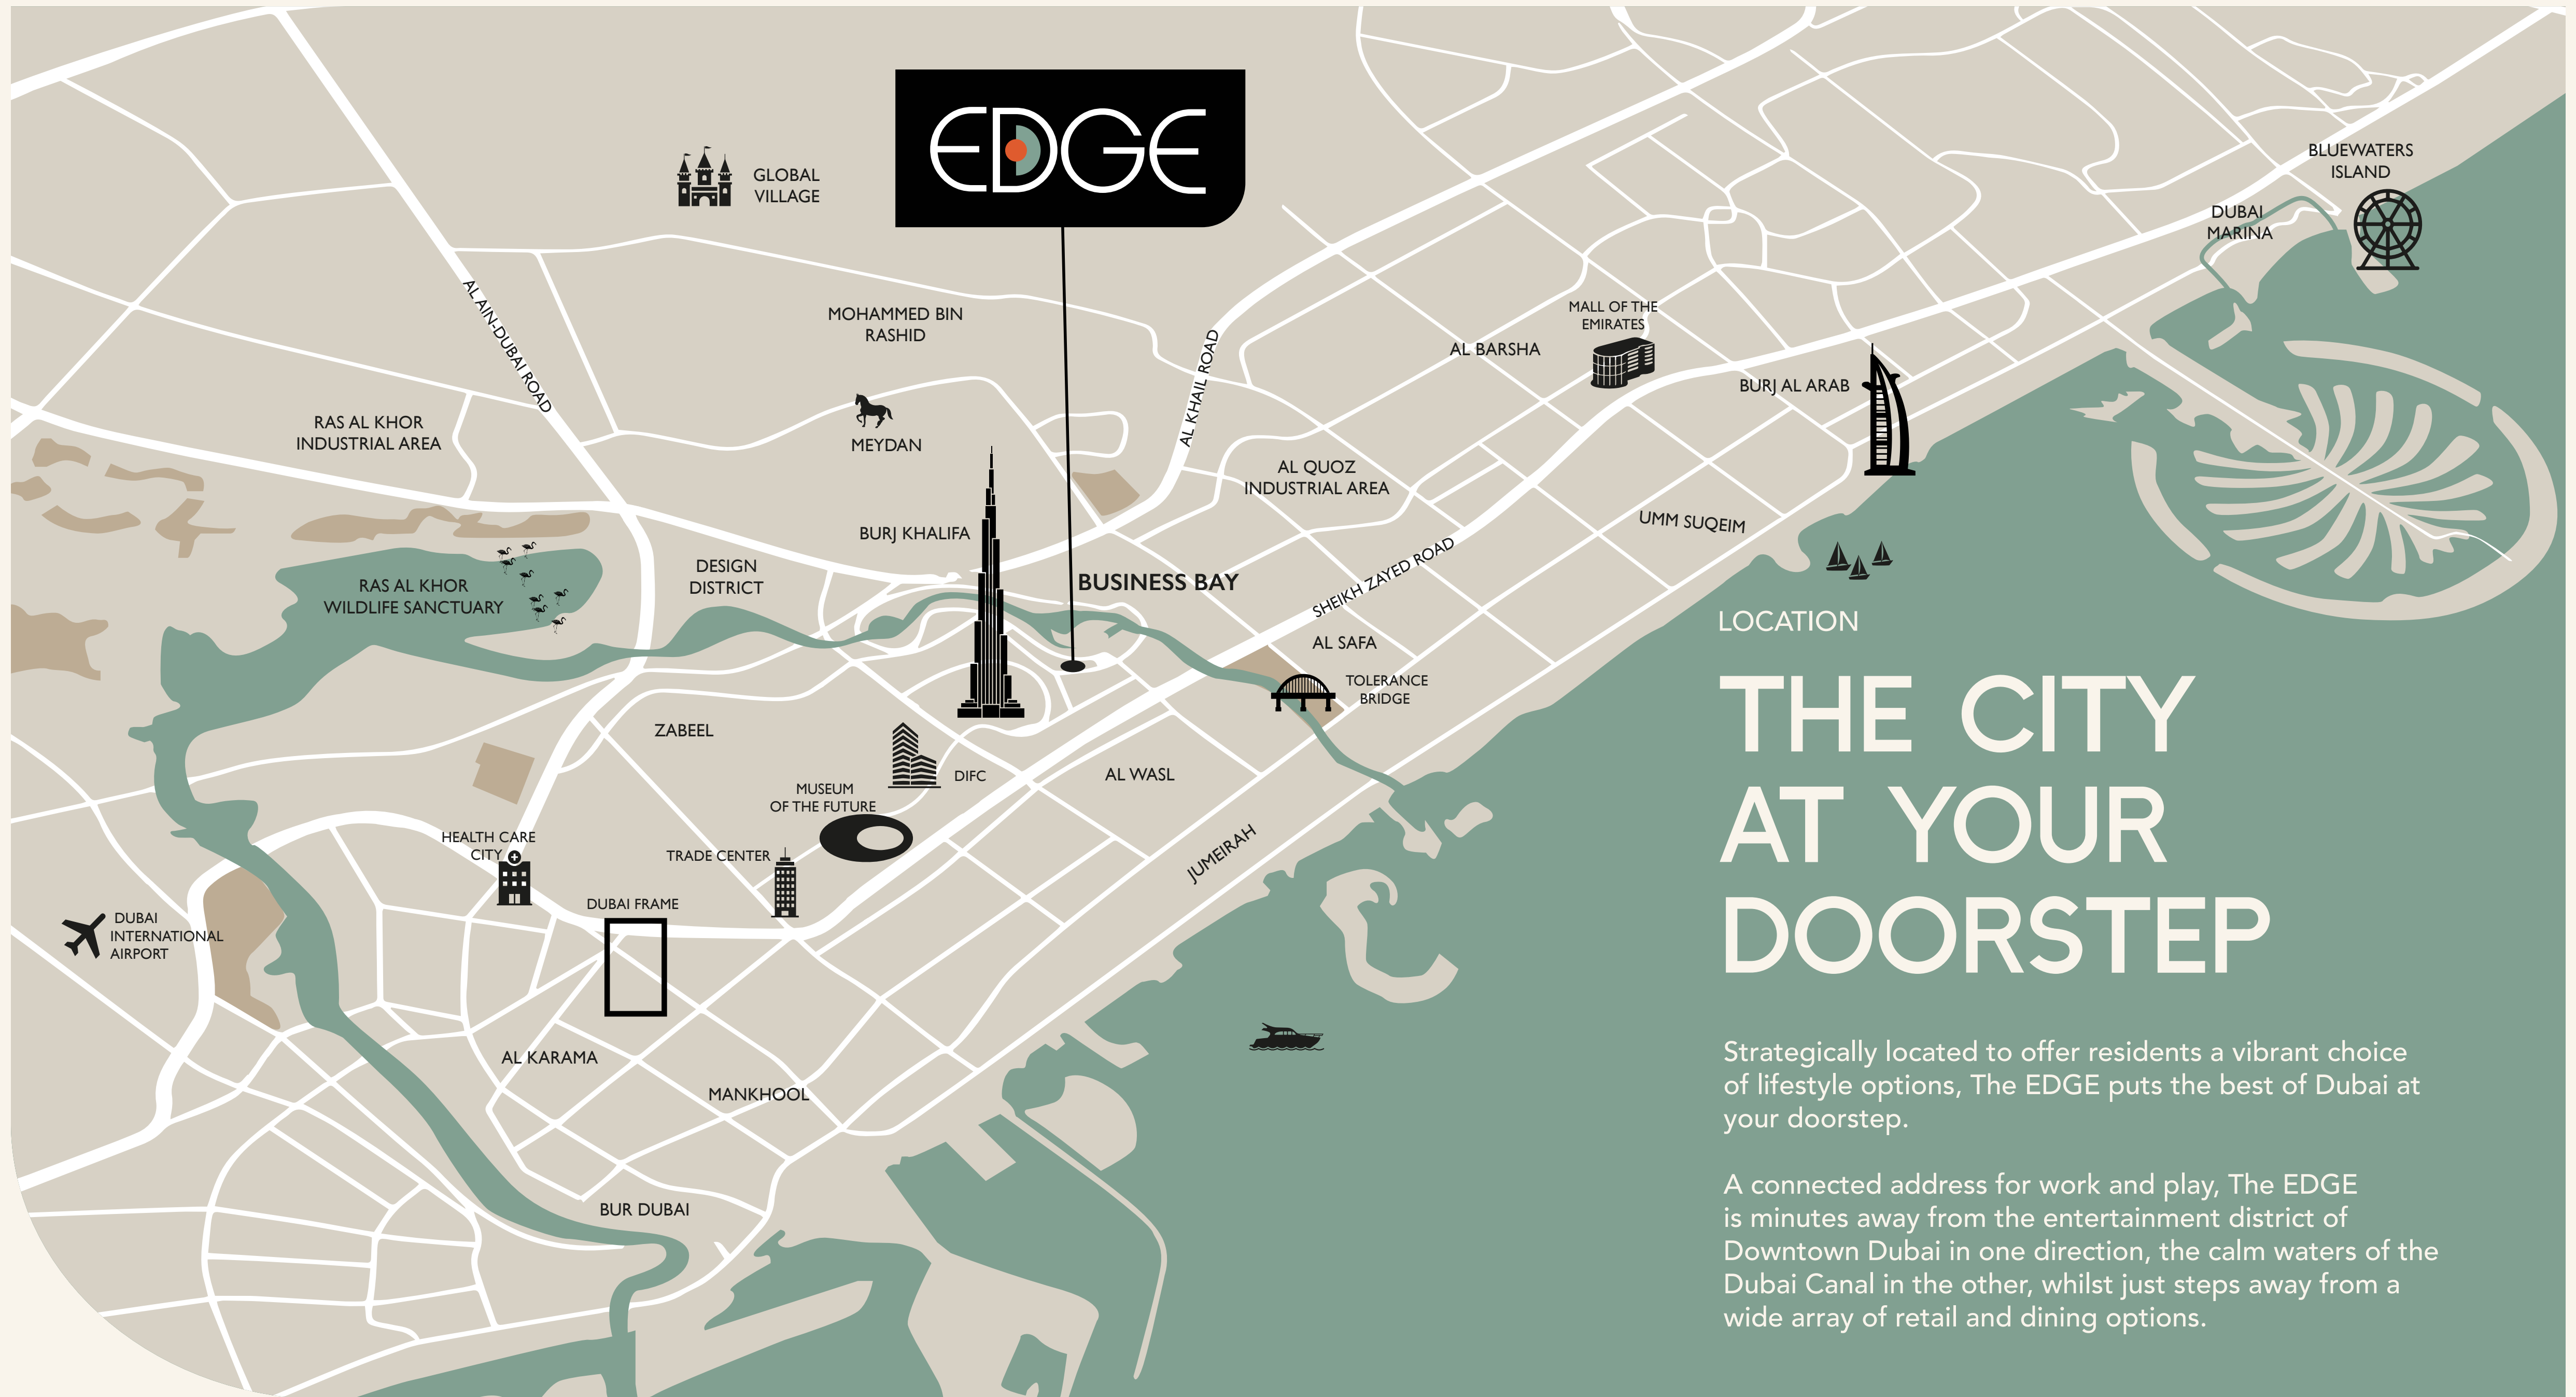 EDGE
GLOBAL
VILLAGE
BLUEWATERS
ISLAND
DUBAI
MARINA
AL AIN-DUBAI ROAD
MOHAMMED BIN
RASHID
AL KHAIL ROAD
MALL OF THE
EMIRATES
AL BARSHA
BURJ AL ARAB
RAS AL KHOR
INDUSTRIAL AREA
MEYDAN
AL QUOZ
INDUSTRIAL AREA
UMM SUQEIM
BURJ KHALIFA
DESIGN
DISTRICT
BUSINESS BAY
SHEIKH ZAYED ROAD
RAS AL KHOR
WILDLIFE SANCTUARY
AL SAFA
TOLERANCE
BRIDGE
ZABEEL
DIFC
AL WASL
MUSEUM
OF THE FUTURE
HEALTH CARE
CITY
TRADE CENTER
JUMEIRAH
DUBAI FRAME
DUBAI
INTERNATIONAL
AIRPORT
AL KARAMA
MANKHOOL
BUR DUBAI
LOCATION
THE CITY
AT YOUR
DOORSTEP
Strategically located to offer residents a vibrant choice
of lifestyle options, The EDGE puts the best of Dubai at
your doorstep.
A connected address for work and play, The EDGE
is minutes away from the entertainment district of
Downtown Dubai in one direction, the calm waters of the
Dubai Canal in the other, whilst just steps away from a
wide array of retail and dining options.